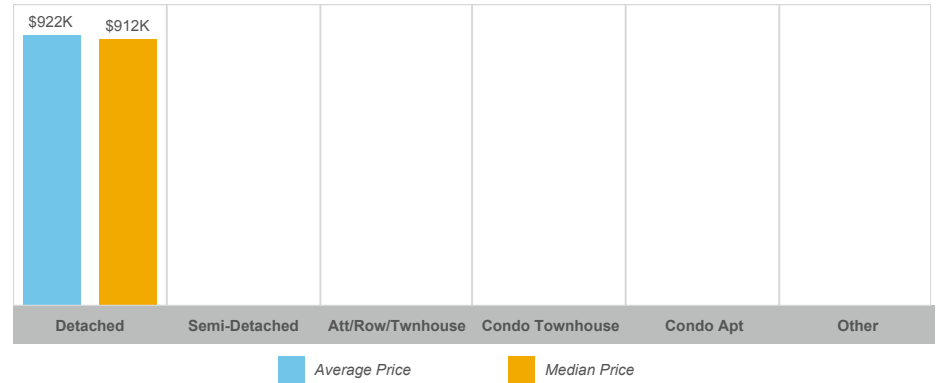 $922K
$912K
Detached Semi-Detached Att/Row/Twnhouse Condo Townhouse Condo Apt Other
Average Price Median Price